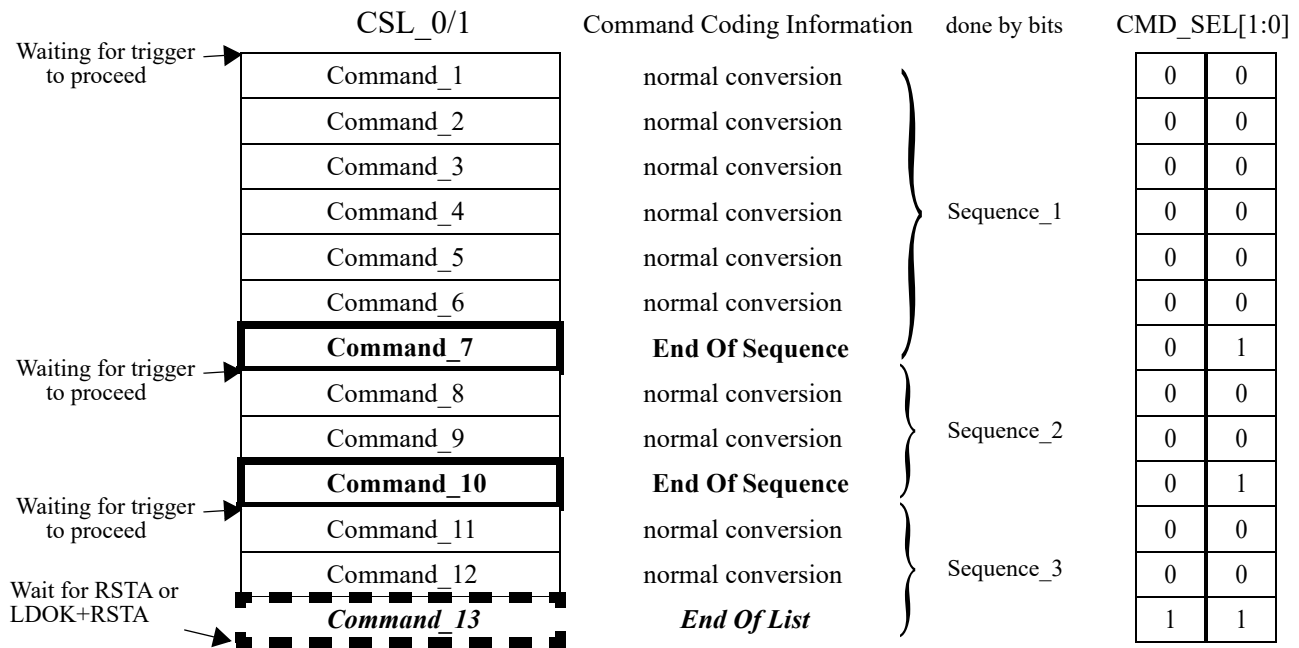 CSL_0/1 Command Coding Information done by bits CMD_SEL[1:0]
Waiting for trigger
to proceed
Command_1 normal conversion 0 0
Command_2 normal conversion 0 0
Command_3 normal conversion 0 0
Command_4 normal conversion Sequence_1 0 0
Command_5 normal conversion 0 0
Command_6 normal conversion 0 0
Command_7 End Of Sequence 0 1
Waiting for trigger
to proceed
Command_8 normal conversion 0 0
Command_9 normal conversion Sequence_2 0 0
Command_10 End Of Sequence 0 1
Waiting for trigger
to proceed
Command_11 normal conversion 0 0
Command_12 normal conversion Sequence_3 0 0
Wait for RSTA or
LDOK+RSTA
Command_13 End Of List 1 1